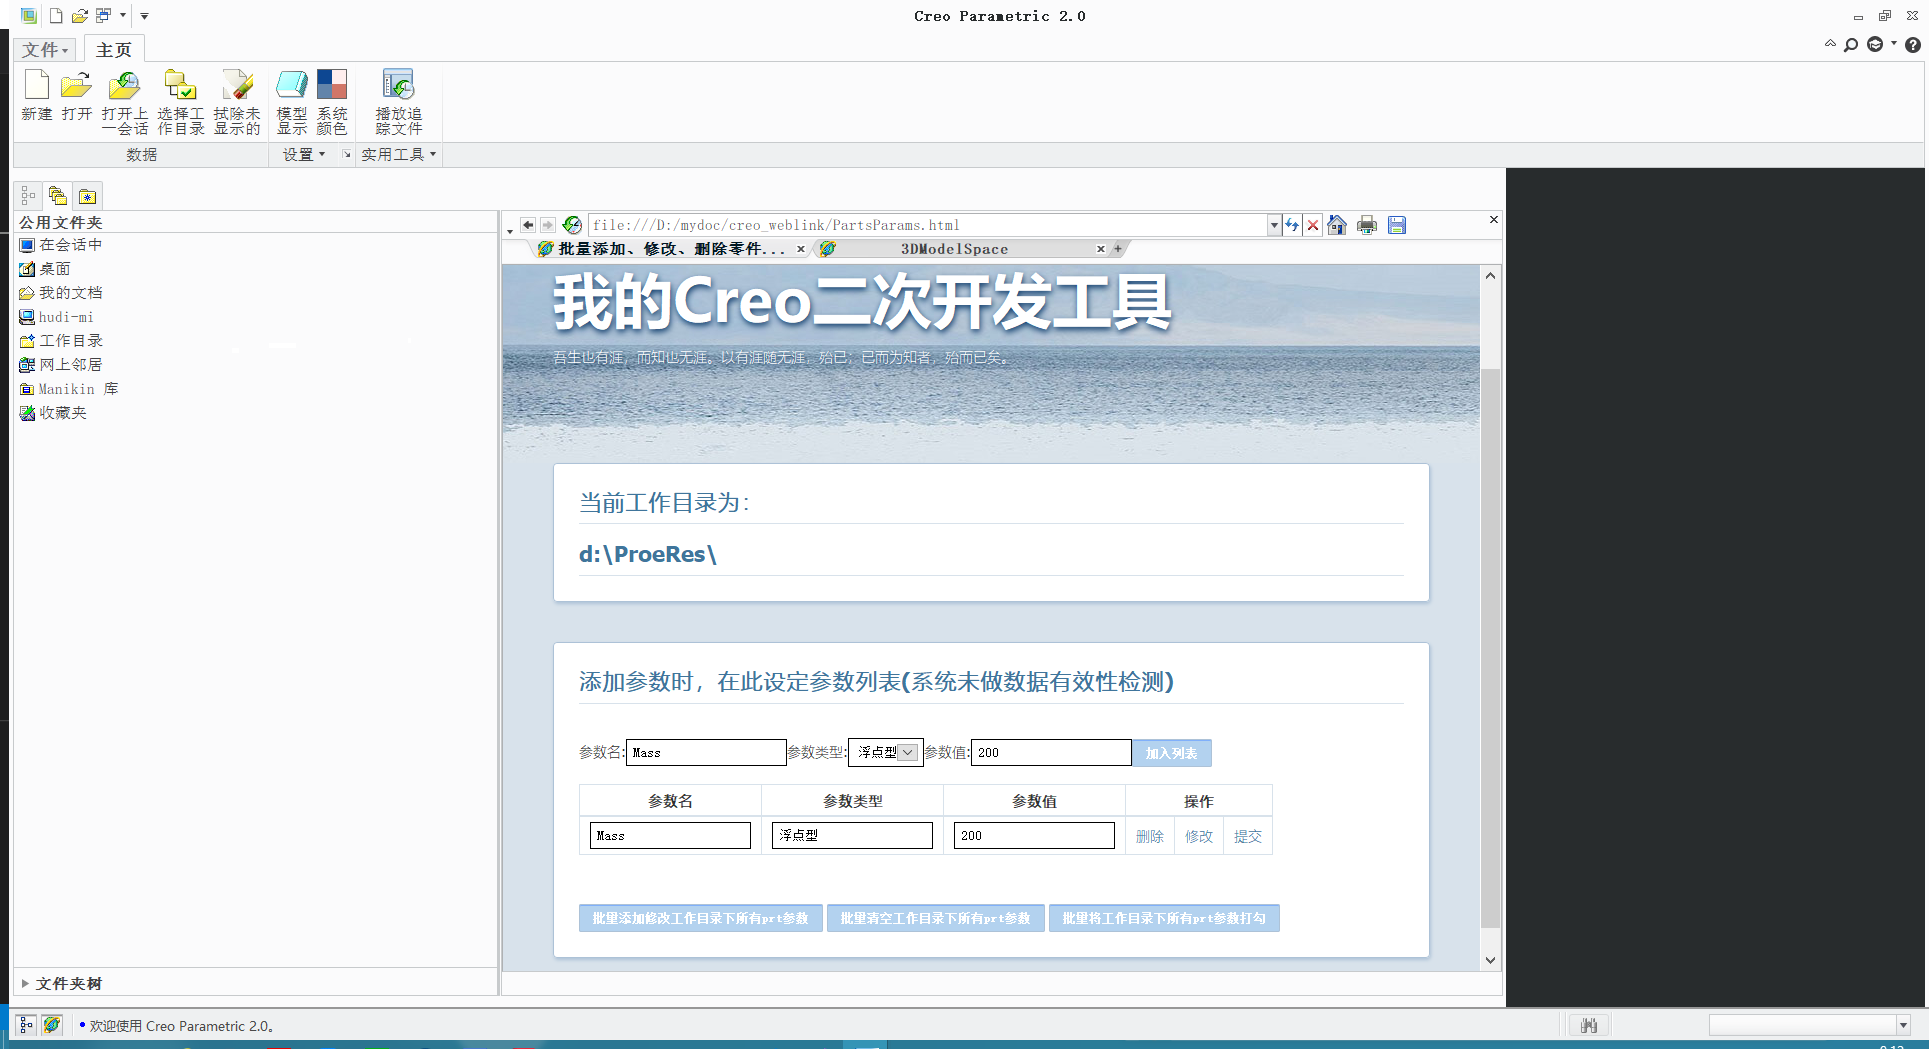 Creo Parametric 2.0
文件 主页
新建 打开 打开上一会话 选择工作目录 拭除未显示的 模型显示 系统颜色 播放追踪文件
数据 设置 实用工具
公用文件夹
在会话中
桌面
我的文档
hudi-mi
工作目录
网上邻居
Manikin 库
收藏夹
文件夹树
file:///D:/mydoc/creo_weblink/PartsParams.html
批量添加、修改、删除零件... 3DModelSpace
我的Creo二次开发工具
吾生也有涯，而知也无涯。以有涯随无涯，殆已；已而为知者，殆而已矣。
当前工作目录为：
d:\ProeRes\
添加参数时，在此设定参数列表(系统未做数据有效性检测)
参数名: Mass 参数类型: 浮点型 参数值: 200 加入列表
参数名 参数类型 参数值 操作
Mass 浮点型 200 删除 修改 提交
批量添加修改工作目录下所有prt参数 批量清空工作目录下所有prt参数 批量将工作目录下所有prt参数打勾
欢迎使用 Creo Parametric 2.0。